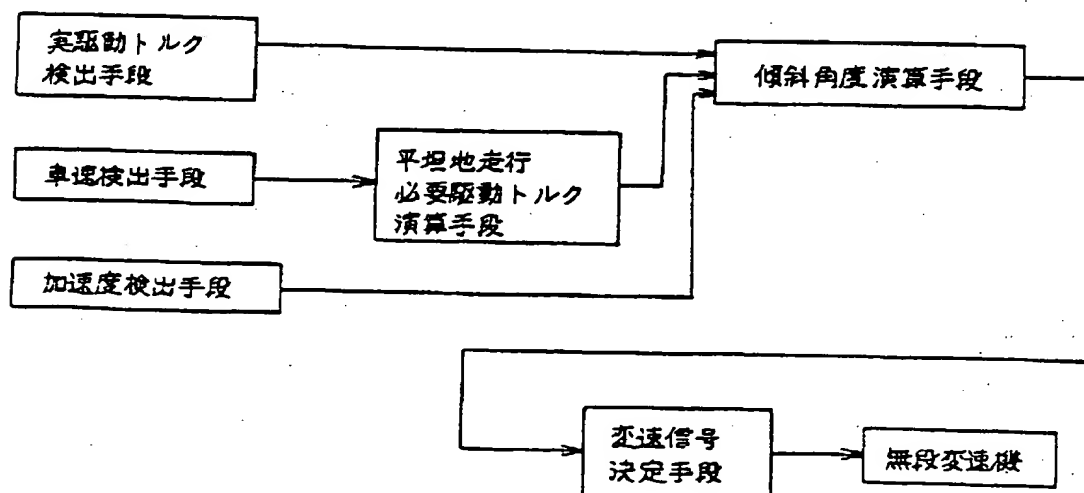 実駆動トルク
検出手段
傾斜角度演算手段
車速検出手段
平坦地走行
必要駆動トルク
演算手段
加速度検出手段
変速信号
決定手段
無段変速機